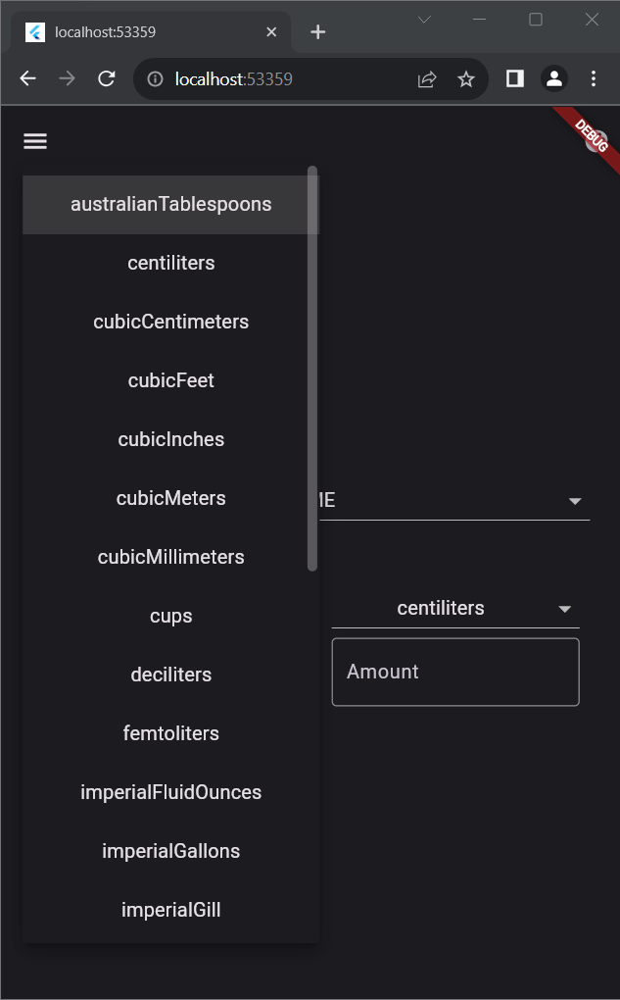 localhost:53359
localhost:53359
DEBUG
australianTablespoons
centiliters
cubicCentimeters
cubicFeet
cubicInches
cubicMeters
cubicMillimeters
cups
deciliters
femtoliters
imperialFluidOunces
imperialGallons
imperialGill
ME
centiliters
Amount